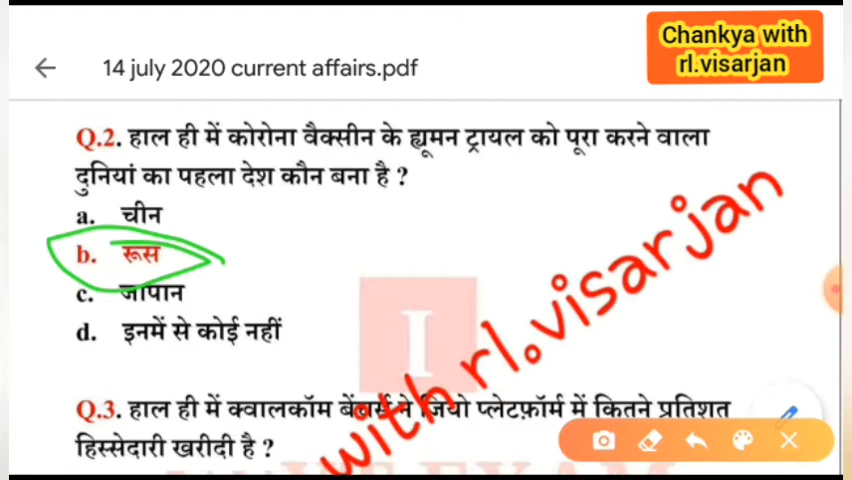 Chankya with
rl.visarjan
14 july 2020 current affairs.pdf
Q.2. हाल ही में कोरोना वैक्सीन के ह्यूमन ट्रायल को पूरा करने वाला
दुनियां का पहला देश कौन बना है ?
a. चीन
b. रूस
c. जापान
d. इनमें से कोई नहीं
I
with rl.visarjan
Q.3. हाल ही में क्वालकॉम बेंचर्स ने जियो प्लेटफ़ॉर्म में कितने प्रतिशत
हिस्सेदारी खरीदी है ?